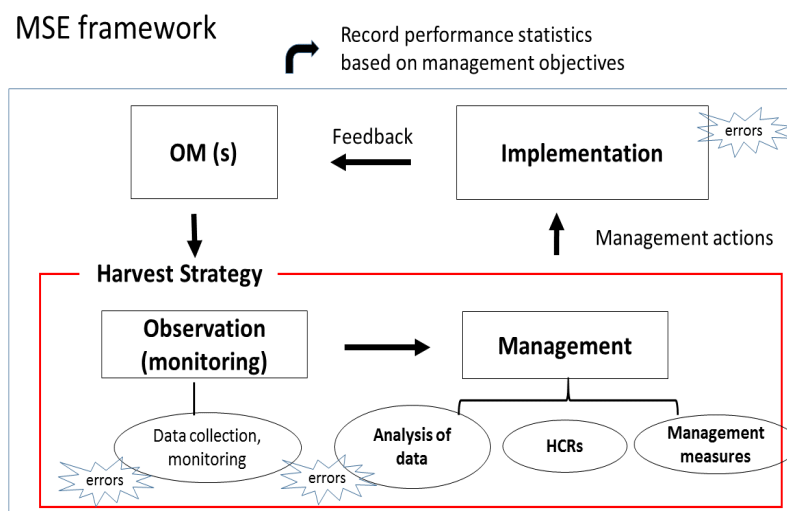 MSE framework
Record performance statistics
based on management objectives
OM (s)
Feedback
Implementation
errors
Management actions
Harvest Strategy
Observation
(monitoring)
Management
Data collection,
monitoring
Analysis of
data
HCRs
Management
measures
errors
errors